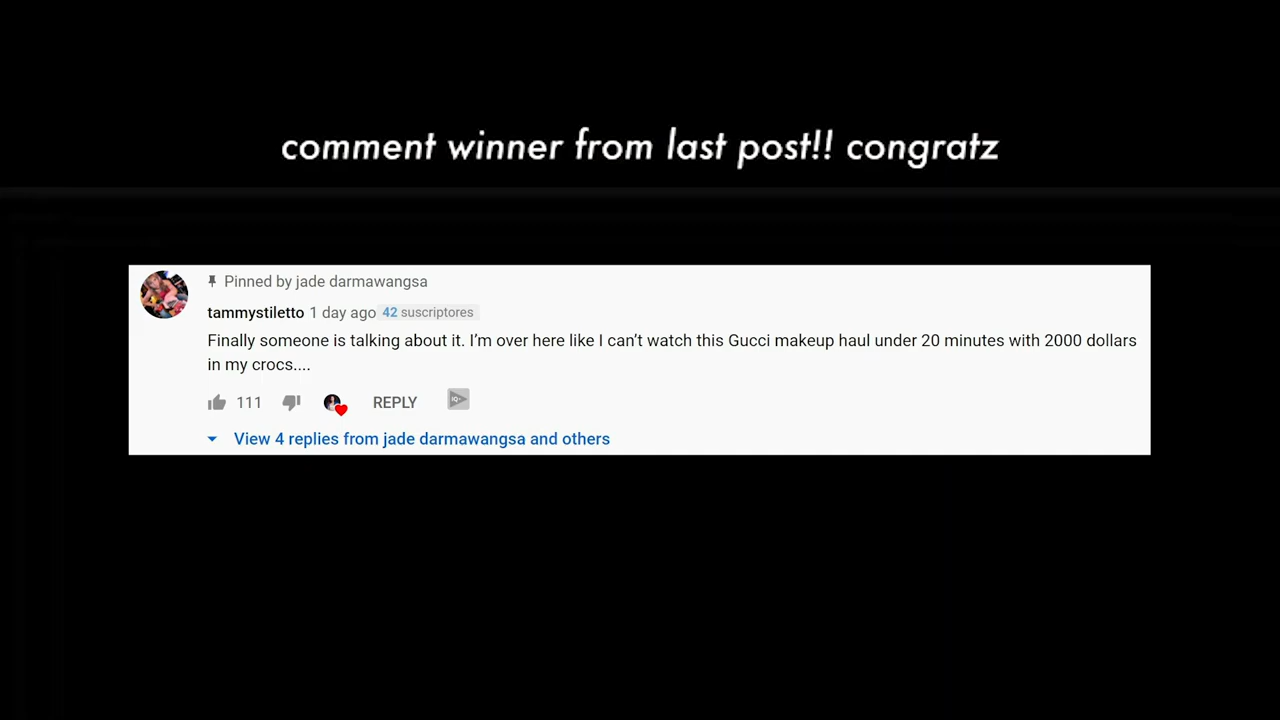 comment winner from last post!! congratz
Pinned by jade darmawangsa
tammystiletto 1 day ago 42 suscriptores
Finally someone is talking about it. I’m over here like I can’t watch this Gucci makeup haul under 20 minutes with 2000 dollars
in my crocs....
111 REPLY
View 4 replies from jade darmawangsa and others